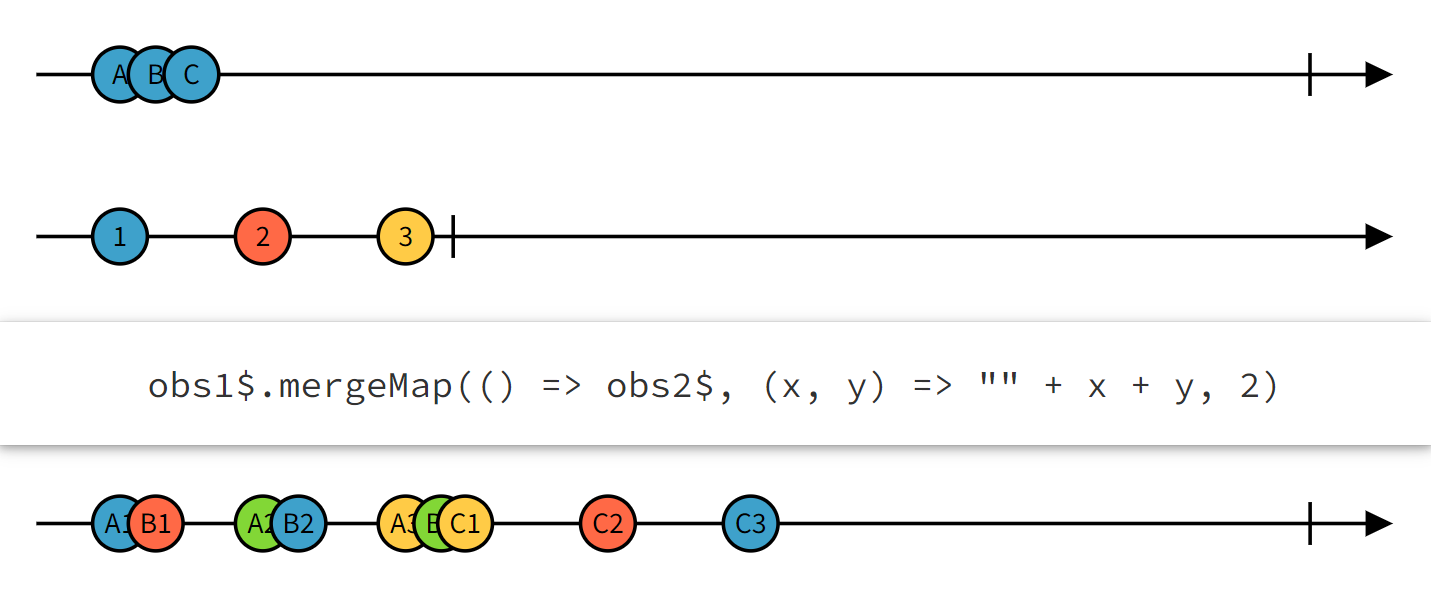 A B C
1 2 3
obs1$.mergeMap(() => obs2$, (x, y) => "" + x + y, 2)
A1 B1 A2 B2 A3 B C1 C2 C3